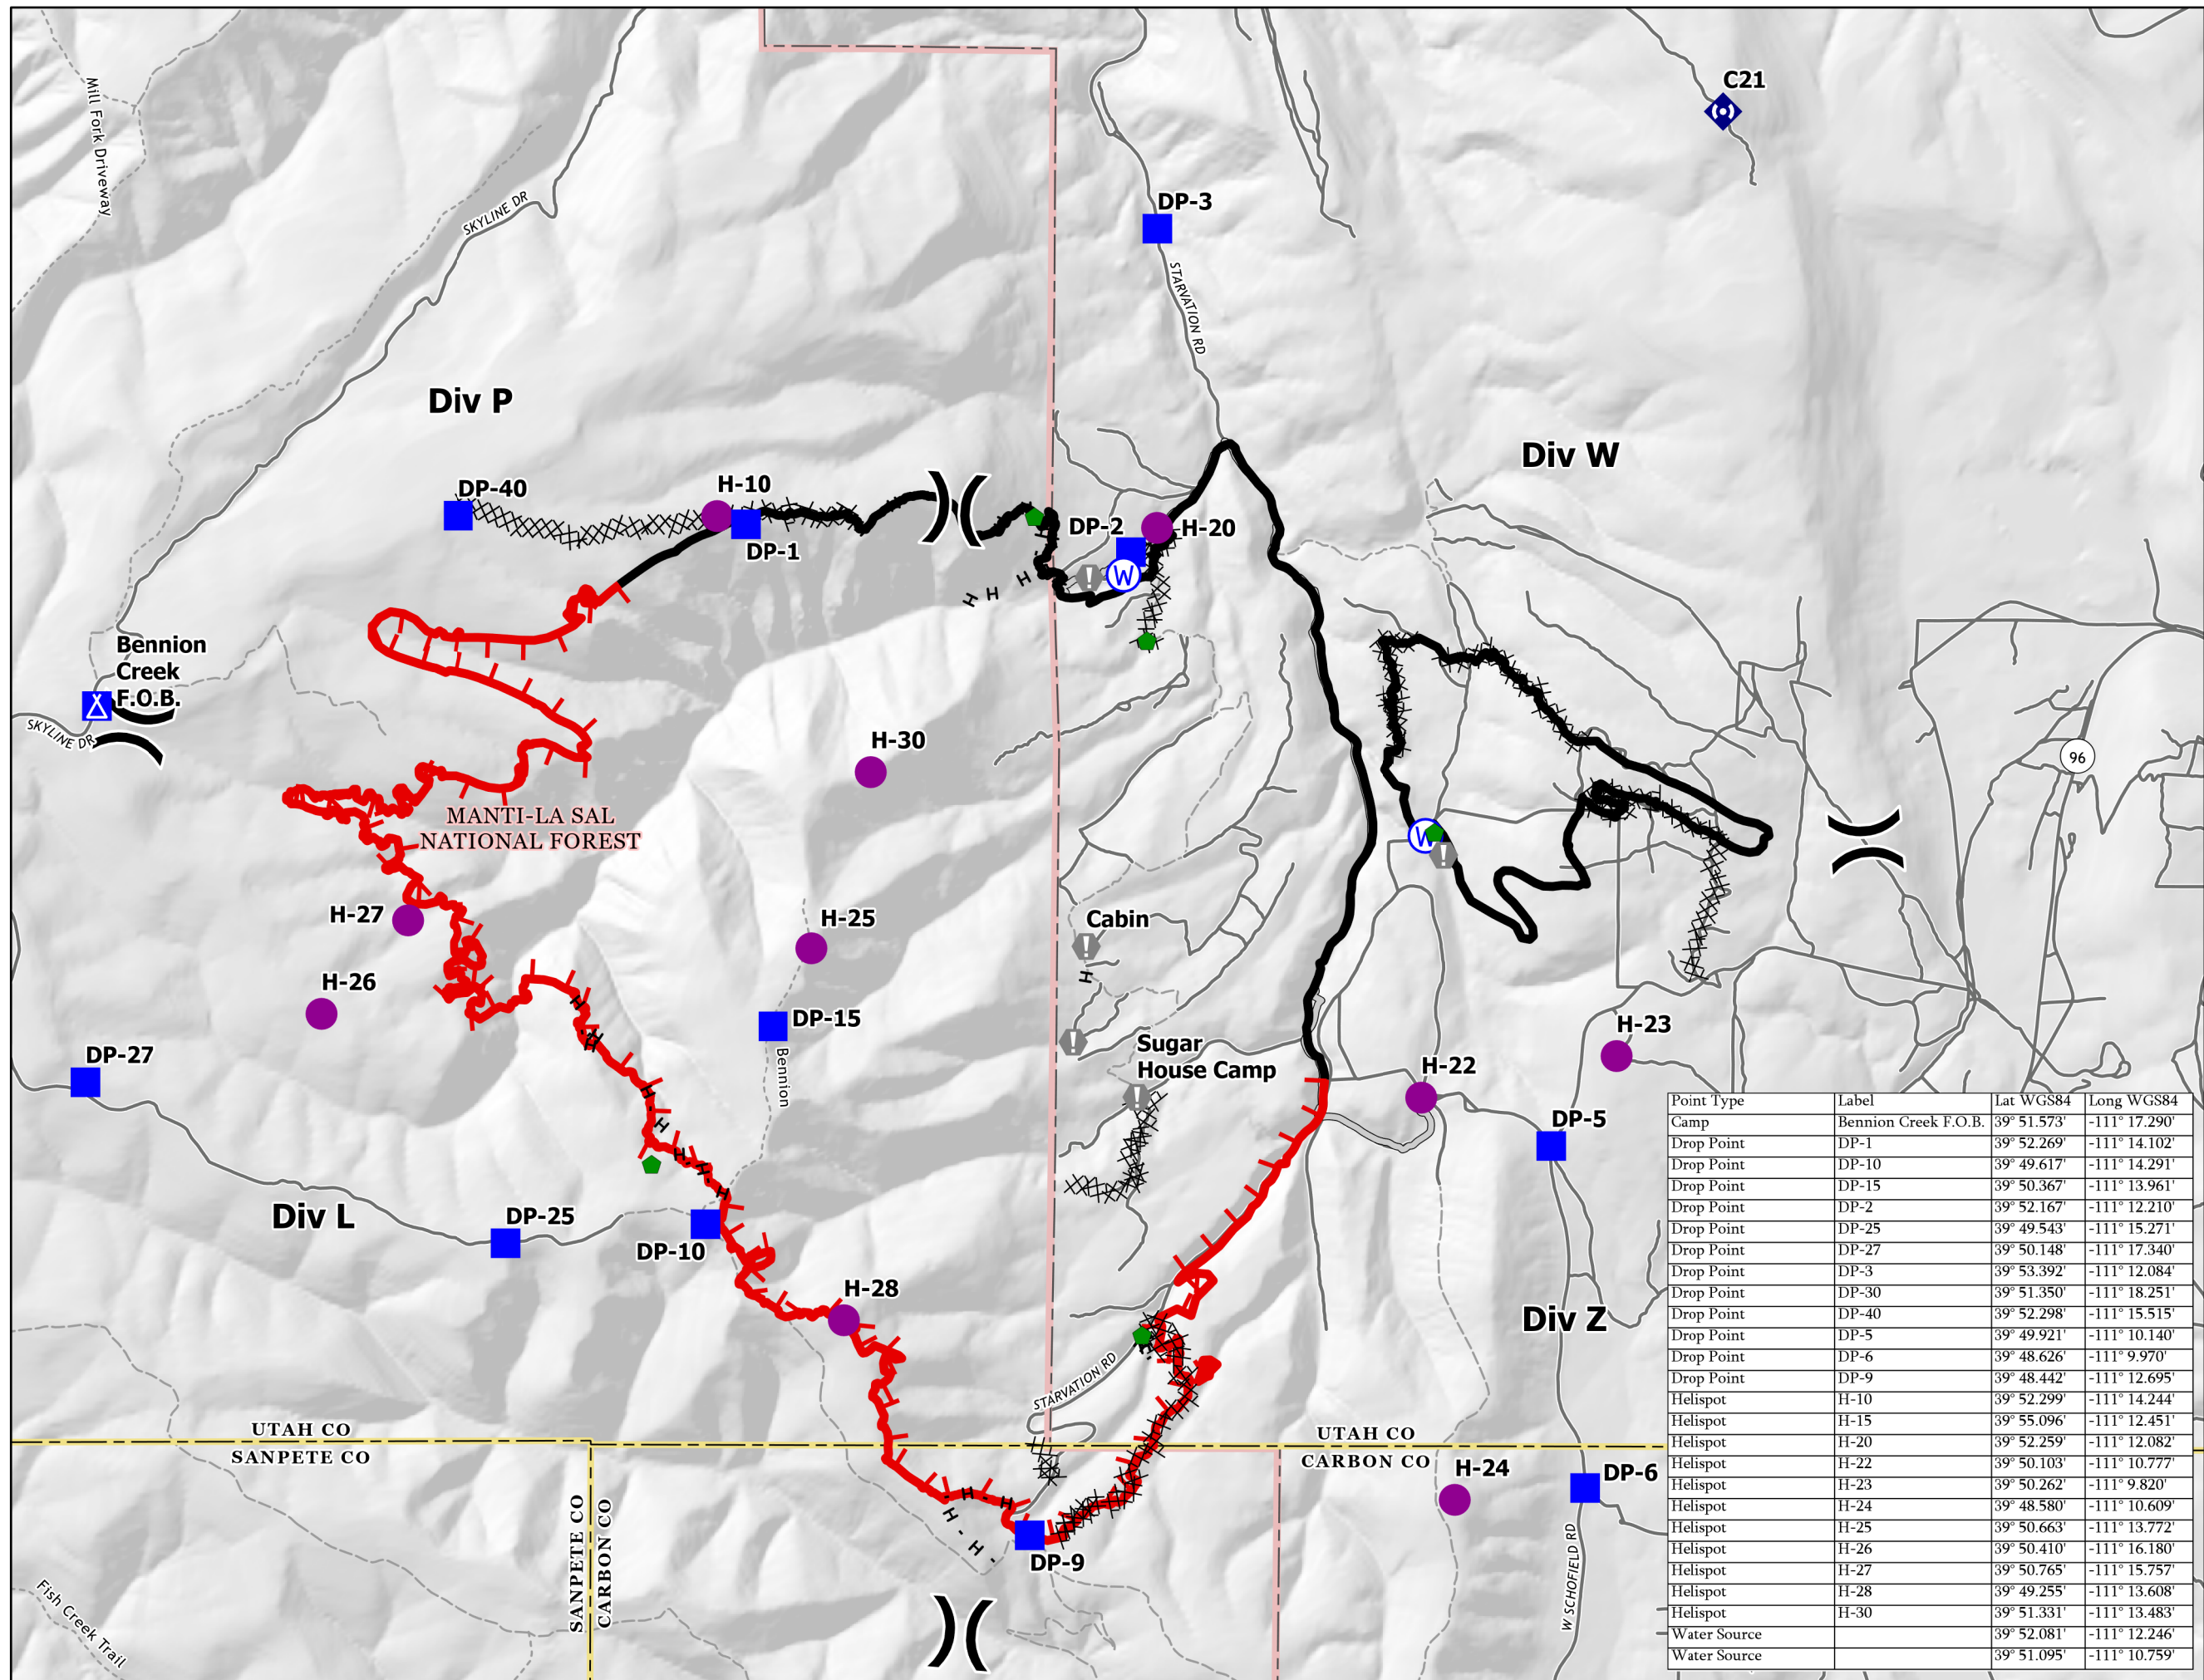 C21
Mill Fork Driveway
SKYLINE DR
DP-3
STARVATION RD
Div P
Div W
DP-40
H-10
DP-1
DP-2
H-20
W
H
H
H
H
Bennion
Creek
F.O.B.
SKYLINE DR
H-30
96
MANTI-LA SAL
NATIONAL FOREST
W
H-27
H-25
Cabin
H
H-26
DP-15
H-23
Sugar
House Camp
DP-27
Bennion
H-22
DP-5
Div L
DP-25
DP-10
H-28
Div Z
STARVATION RD
UTAH CO
SANPETE CO
UTAH CO
CARBON CO
H-24
DP-6
SANPETE CO
CARBON CO
H - H
H - H -
DP-9
W SCHOFIELD RD
Fish Creek Trail
Point Type Label Lat WGS84 Long WGS84
Camp Bennion Creek F.O.B. 39° 51.573' -111° 17.290'
Drop Point DP-1 39° 52.269' -111° 14.102'
Drop Point DP-10 39° 49.617' -111° 14.291'
Drop Point DP-15 39° 50.367' -111° 13.961'
Drop Point DP-2 39° 52.167' -111° 12.210'
Drop Point DP-25 39° 49.543' -111° 15.271'
Drop Point DP-27 39° 50.148' -111° 17.340'
Drop Point DP-3 39° 53.392' -111° 12.084'
Drop Point DP-30 39° 51.350' -111° 18.251'
Drop Point DP-40 39° 52.298' -111° 15.515'
Drop Point DP-5 39° 49.921' -111° 10.140'
Drop Point DP-6 39° 48.626' -111° 9.970'
Drop Point DP-9 39° 48.442' -111° 12.695'
Helispot H-10 39° 52.299' -111° 14.244'
Helispot H-15 39° 55.096' -111° 12.451'
Helispot H-20 39° 52.259' -111° 12.082'
Helispot H-22 39° 50.103' -111° 10.777'
Helispot H-23 39° 50.262' -111° 9.820'
Helispot H-24 39° 48.580' -111° 10.609'
Helispot H-25 39° 50.663' -111° 13.772'
Helispot H-26 39° 50.410' -111° 16.180'
Helispot H-27 39° 50.765' -111° 15.757'
Helispot H-28 39° 49.255' -111° 13.608'
Helispot H-30 39° 51.331' -111° 13.483'
Water Source 39° 52.081' -111° 12.246'
Water Source 39° 51.095' -111° 10.759'